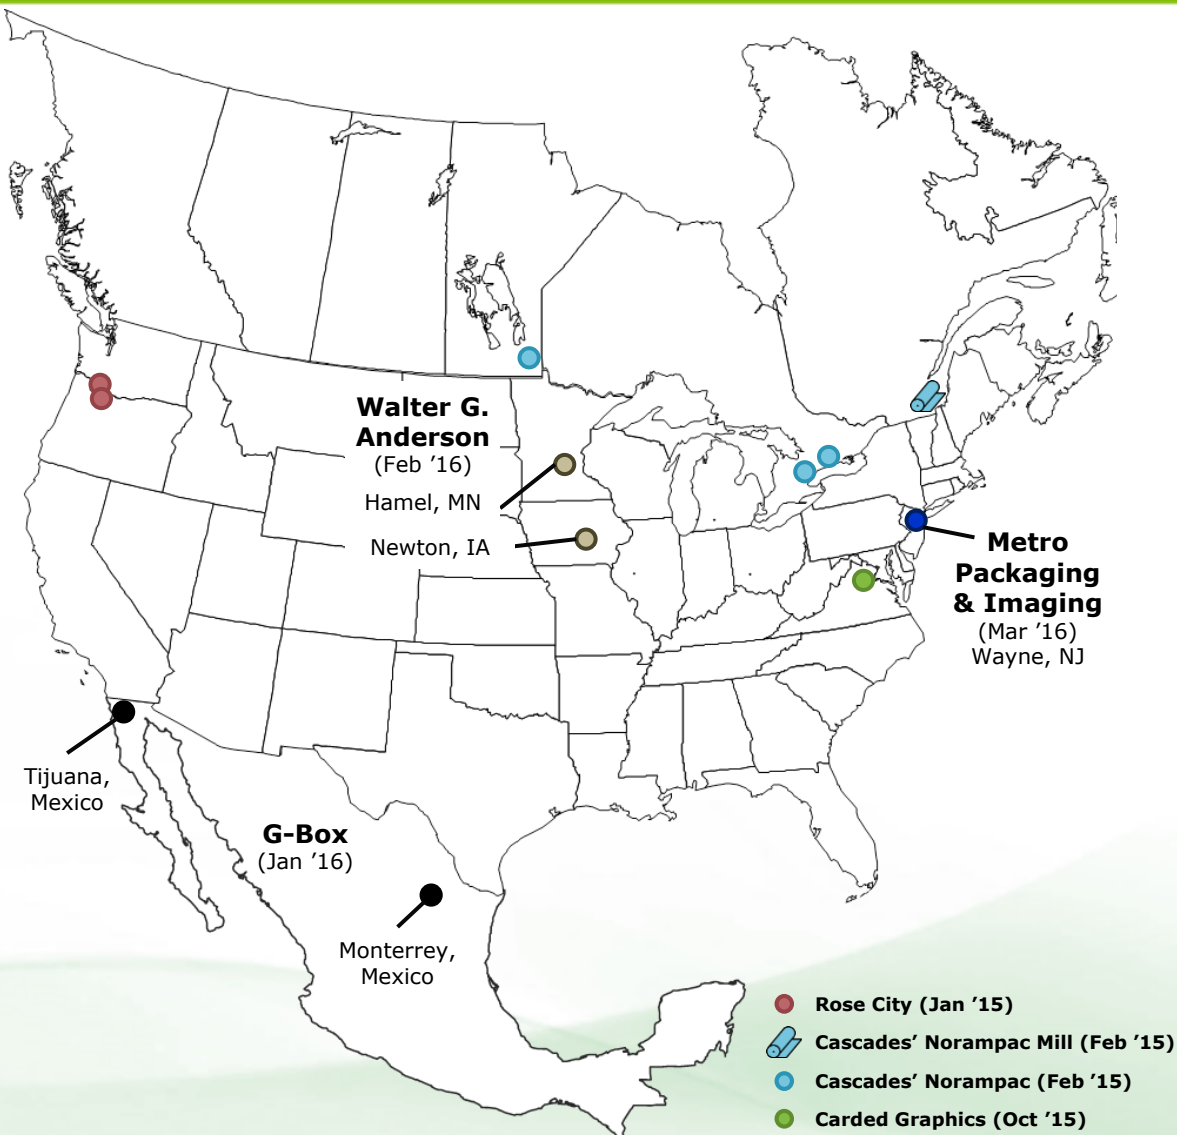 Walter G.
Anderson
(Feb ’16)
Hamel, MN
Newton, IA
Metro
Packaging
& Imaging
(Mar ’16)
Wayne, NJ
Tijuana,
Mexico
G-Box
(Jan ’16)
Monterrey,
Mexico
Rose City (Jan ’15)
Cascades’ Norampac Mill (Feb ’15)
Cascades’ Norampac (Feb ’15)
Carded Graphics (Oct ’15)